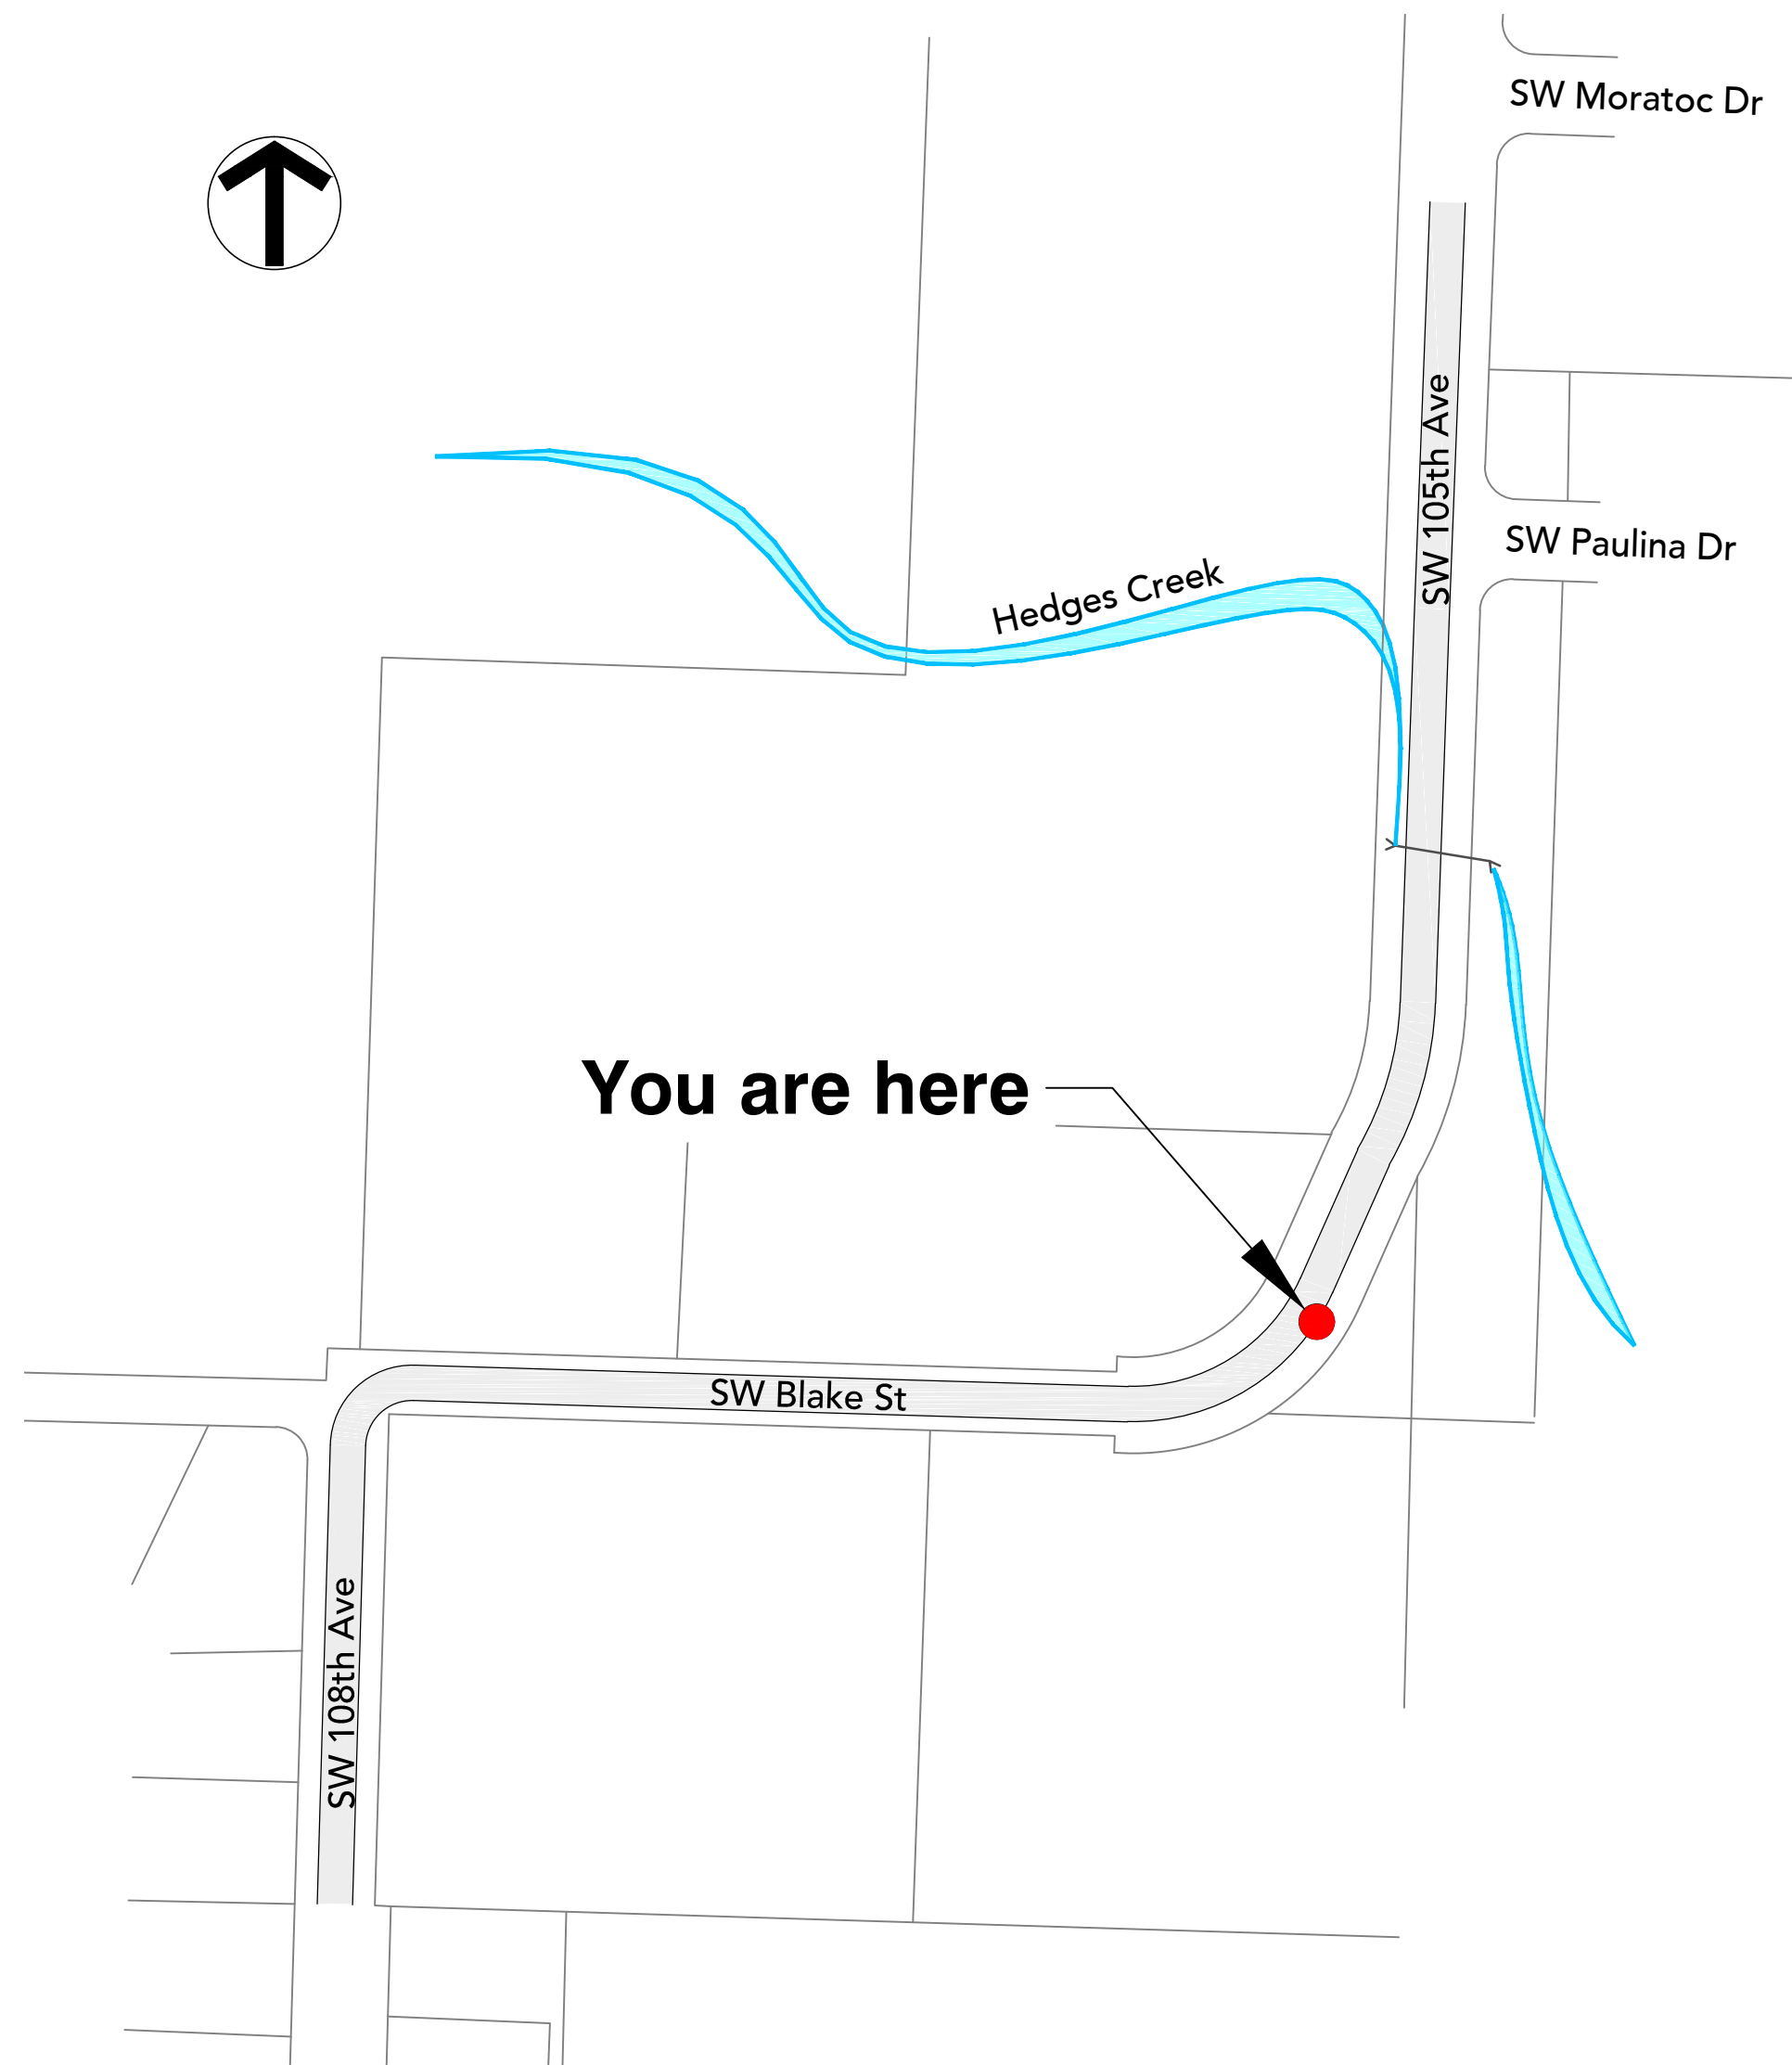 SW Moratoc Dr
SW 105th Ave
SW Paulina Dr
Hedges Creek
You are here
SW Blake St
SW 108th Ave